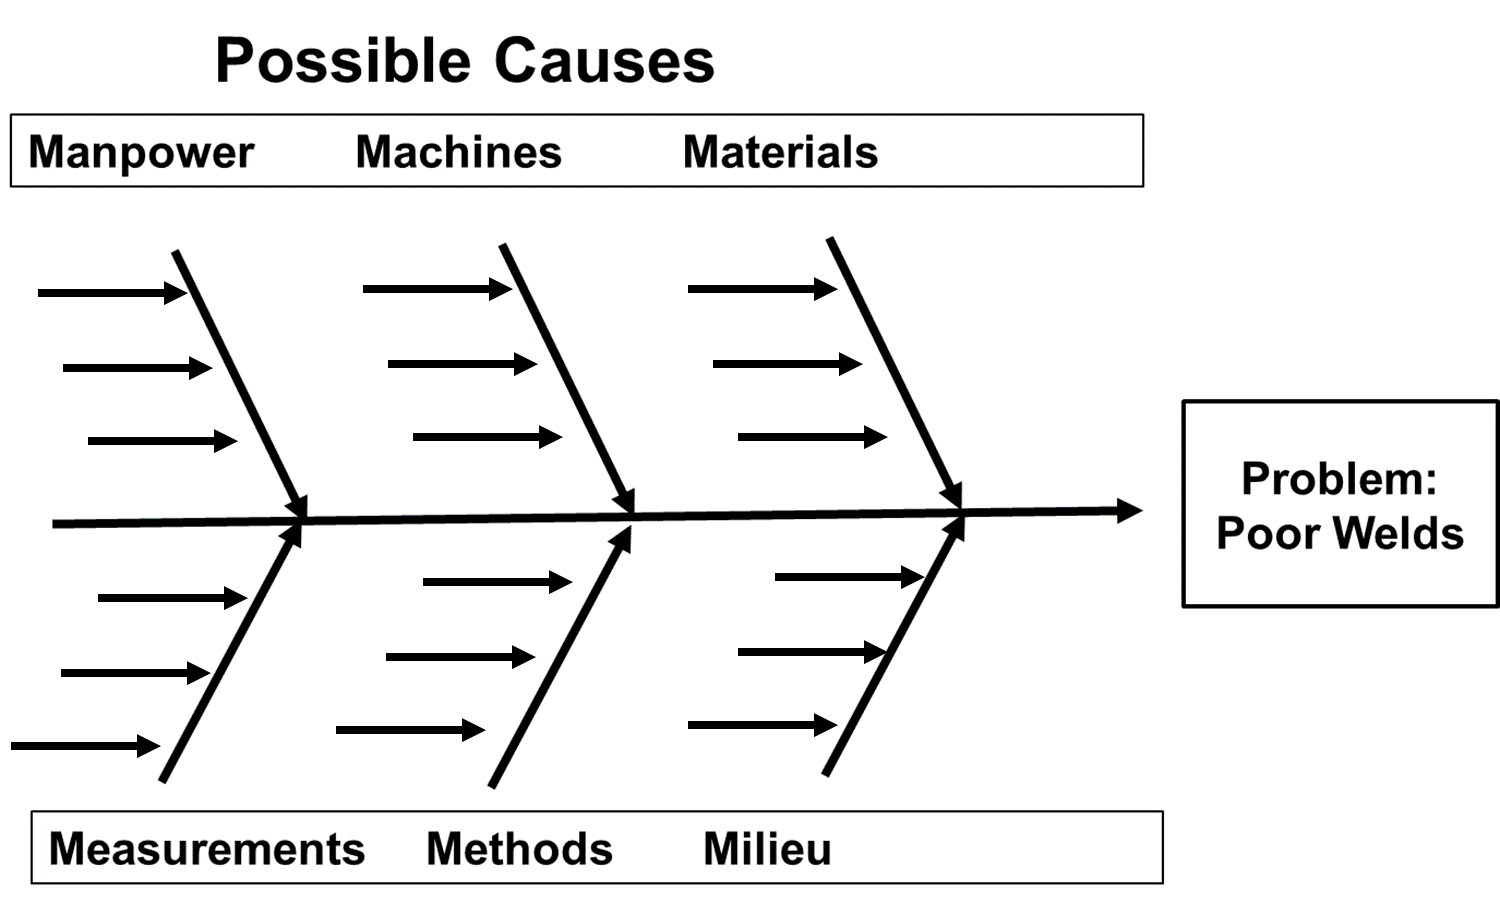 Possible Causes
Manpower Machines Materials
Problem:
Poor Welds
Measurements Methods Milieu